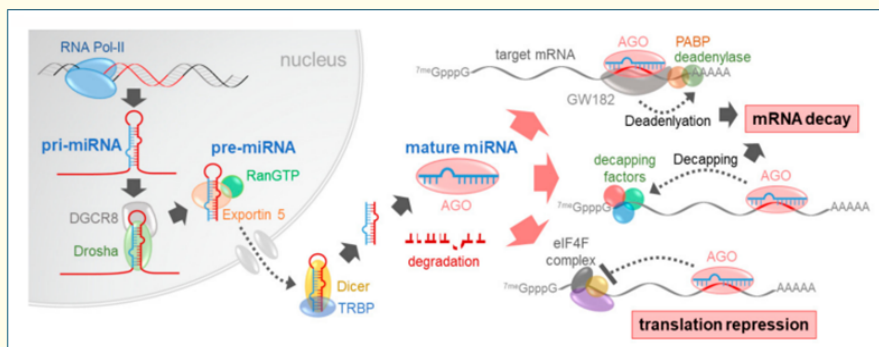 RNA Pol-II
nucleus
pri-miRNA
pre-miRNA
RanGTP
Exportin 5
DGCR8
Drosha
Dicer
TRBP
mature miRNA
AGO
degradation
target mRNA
AGO
PABP
deadenylase
7meGpppG
AAAAA
GW182
Deadenlyation
mRNA decay
decapping
factors
Decapping
AGO
7meGpppG
AAAAA
eIF4F
complex
AGO
7meGpppG
AAAAA
translation repression